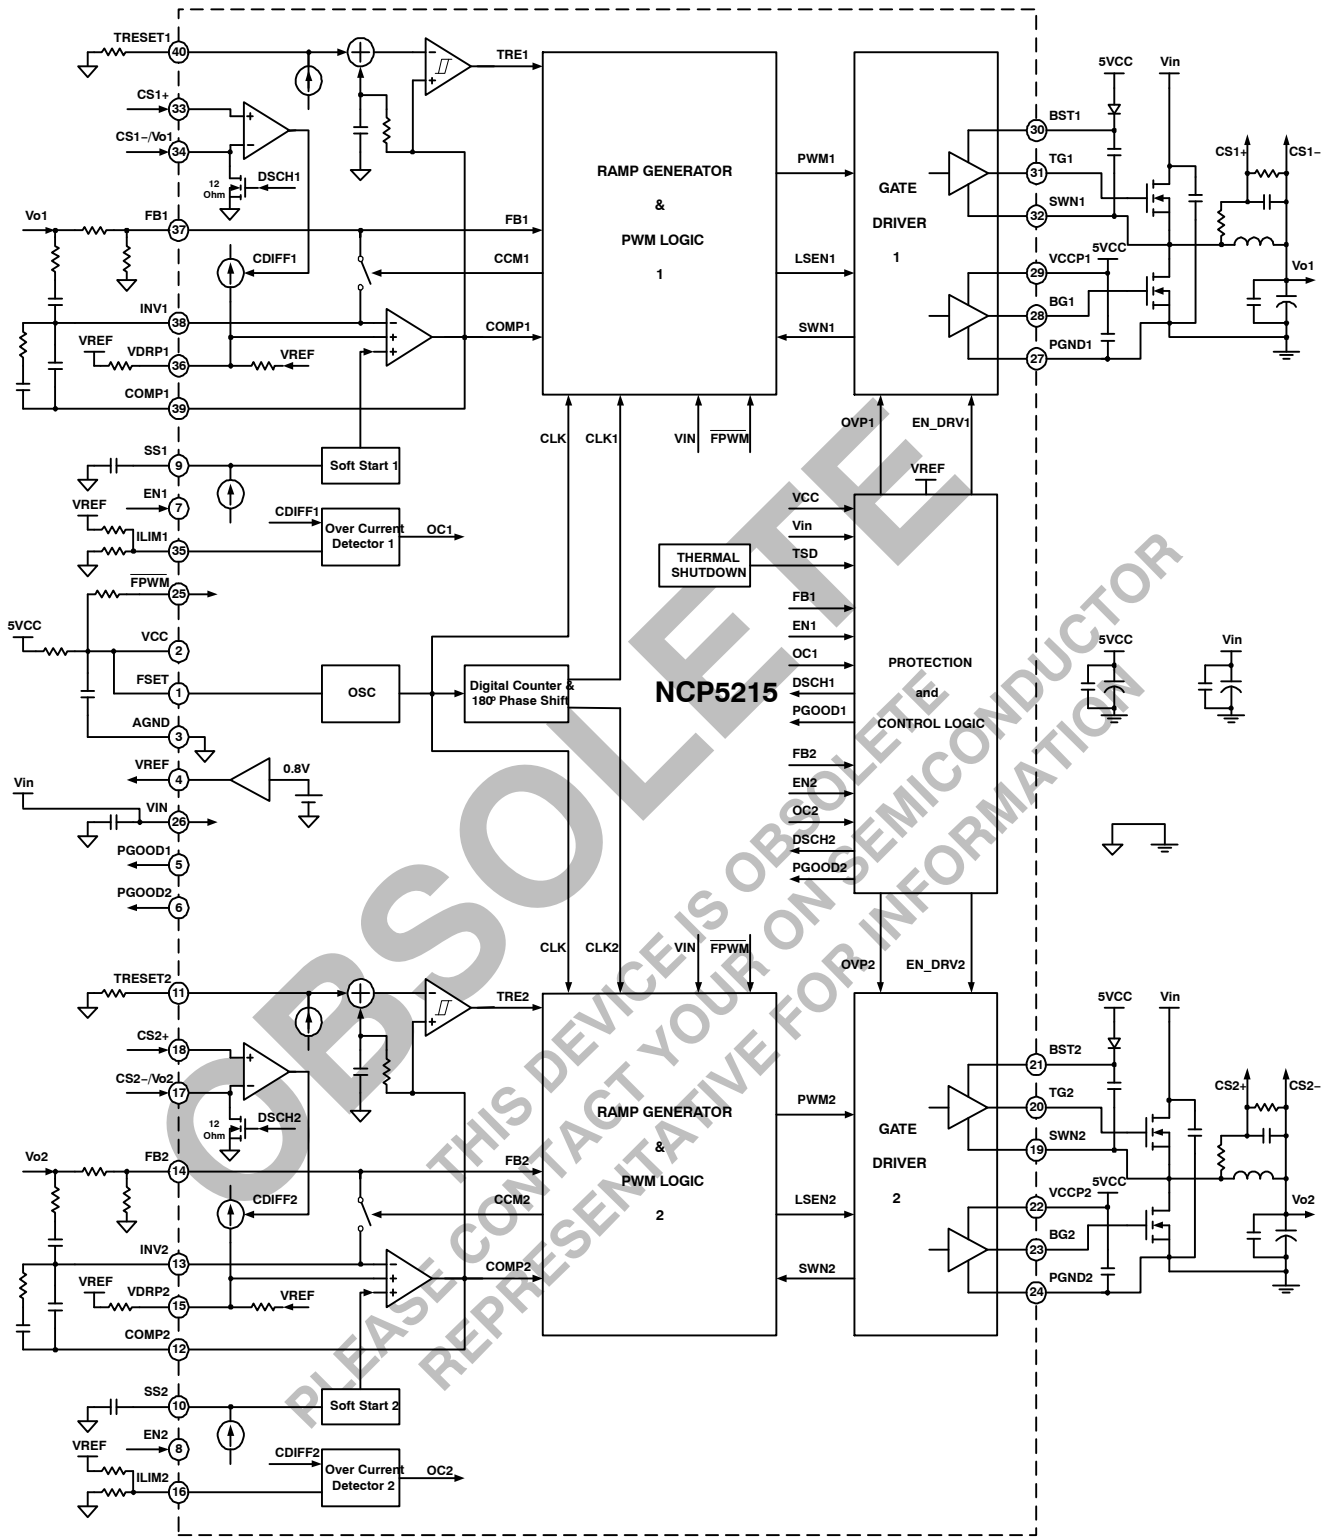 TRESET1
40
TRE1
CS1+
33
CS1−/Vo1
34
12
Ohm
DSCH1
Vo1
FB1
37
FB1
CDIFF1
CCM1
INV1
38
COMP1
VREF
VDRP1
36
VREF
COMP1
39
RAMP GENERATOR
&
PWM LOGIC
1
PWM1
LSEN1
SWN1
GATE
DRIVER
1
5VCC
Vin
BST1
30
TG1
31
SWN1
32
5VCC
VCCP1
29
BG1
28
PGND1
27
CS1+
CS1−
Vo1
CLK
CLK1
VIN
FPWM
OVP1
EN_DRV1
VREF
SS1
9
Soft Start 1
EN1
7
VREF
ILIM1
35
CDIFF1
Over Current
Detector 1
OC1
FPWM
25
5VCC
VCC
2
FSET
1
OSC
Digital Counter &
180º Phase Shift
AGND
3
VREF
4
0.8V
Vin
VIN
26
PGOOD1
5
PGOOD2
6
THERMAL
SHUTDOWN
VCC
Vin
TSD
FB1
EN1
OC1
DSCH1
PGOOD1
FB2
EN2
OC2
DSCH2
PGOOD2
NCP5215
PROTECTION
and
CONTROL LOGIC
5VCC
Vin
OBSOLETE
THIS DEVICE IS OBSOLETE
PLEASE CONTACT YOUR ON SEMICONDUCTOR
REPRESENTATIVE FOR INFORMATION
CLK
CLK2
VIN
FPWM
OVP2
EN_DRV2
TRESET2
11
TRE2
CS2+
18
CS2−/Vo2
17
12
Ohm
DSCH2
Vo2
FB2
14
FB2
CDIFF2
CCM2
INV2
13
COMP2
VREF
VDRP2
15
VREF
COMP2
12
RAMP GENERATOR
&
PWM LOGIC
2
PWM2
LSEN2
SWN2
GATE
DRIVER
2
5VCC
Vin
BST2
21
TG2
20
SWN2
19
5VCC
VCCP2
22
BG2
23
PGND2
24
CS2+
CS2−
Vo2
SS2
10
Soft Start 2
EN2
8
VREF
ILIM2
16
CDIFF2
Over Current
Detector 2
OC2